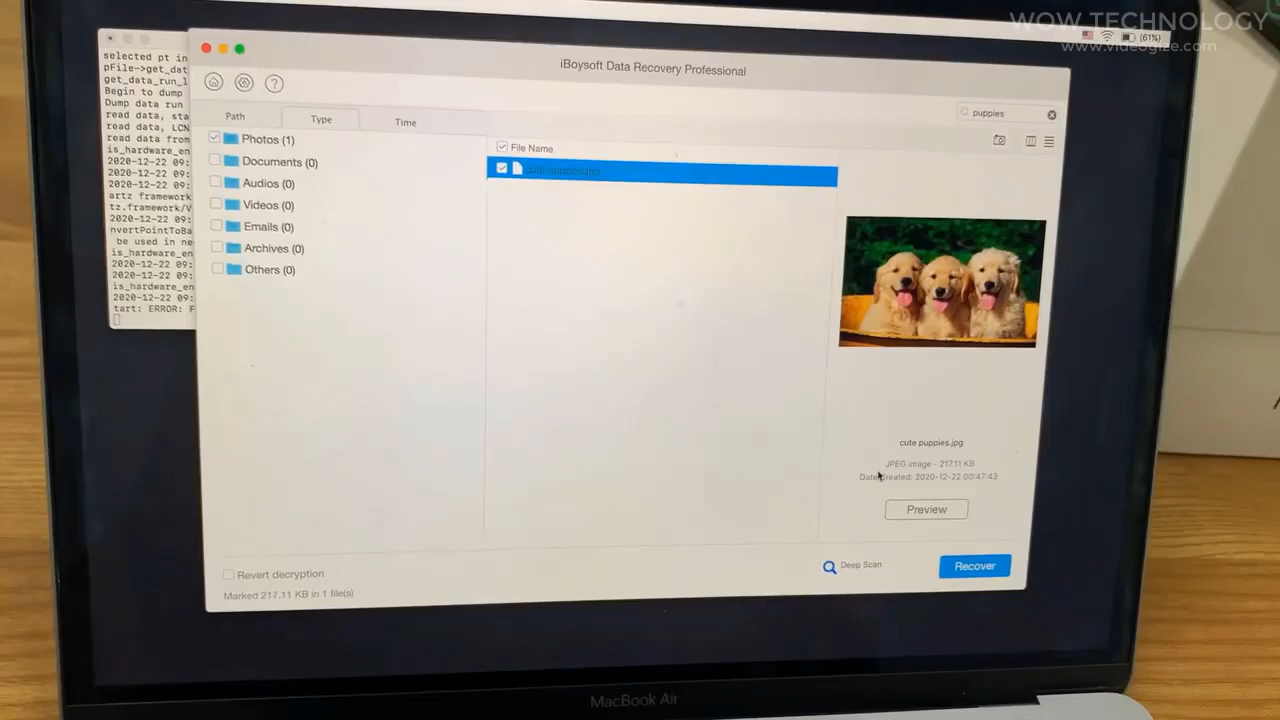 WOW TECHNOLOGY
www.videogize.com
(61%)
selected pt in
pFile->get_dat
get_data_run_l
Begin to dump
Dump data run
read data, sta
read data, LCN
read data from
is_hardware_en
2020-12-22 09:
2020-12-22 09:
2020-12-22 09:
artz framework
tz.framework/V
2020-12-22 09:
nvertPointToBa
be used in ne
is_hardware_en
2020-12-22 09:
2020-12-22 09:
is_hardware_en
2020-12-22 09:
tart: ERROR: F
iBoysoft Data Recovery Professional
?
Path
Type
Time
puppies
Photos (1)
Documents (0)
Audios (0)
Videos (0)
Emails (0)
Archives (0)
Others (0)
File Name
cute puppies.jpg
cute puppies.jpg
JPEG image - 217.11 KB
Date Created: 2020-12-22 00:47:43
Preview
Revert decryption
Marked 217.11 KB in 1 file(s)
Deep Scan
Recover
MacBook Air